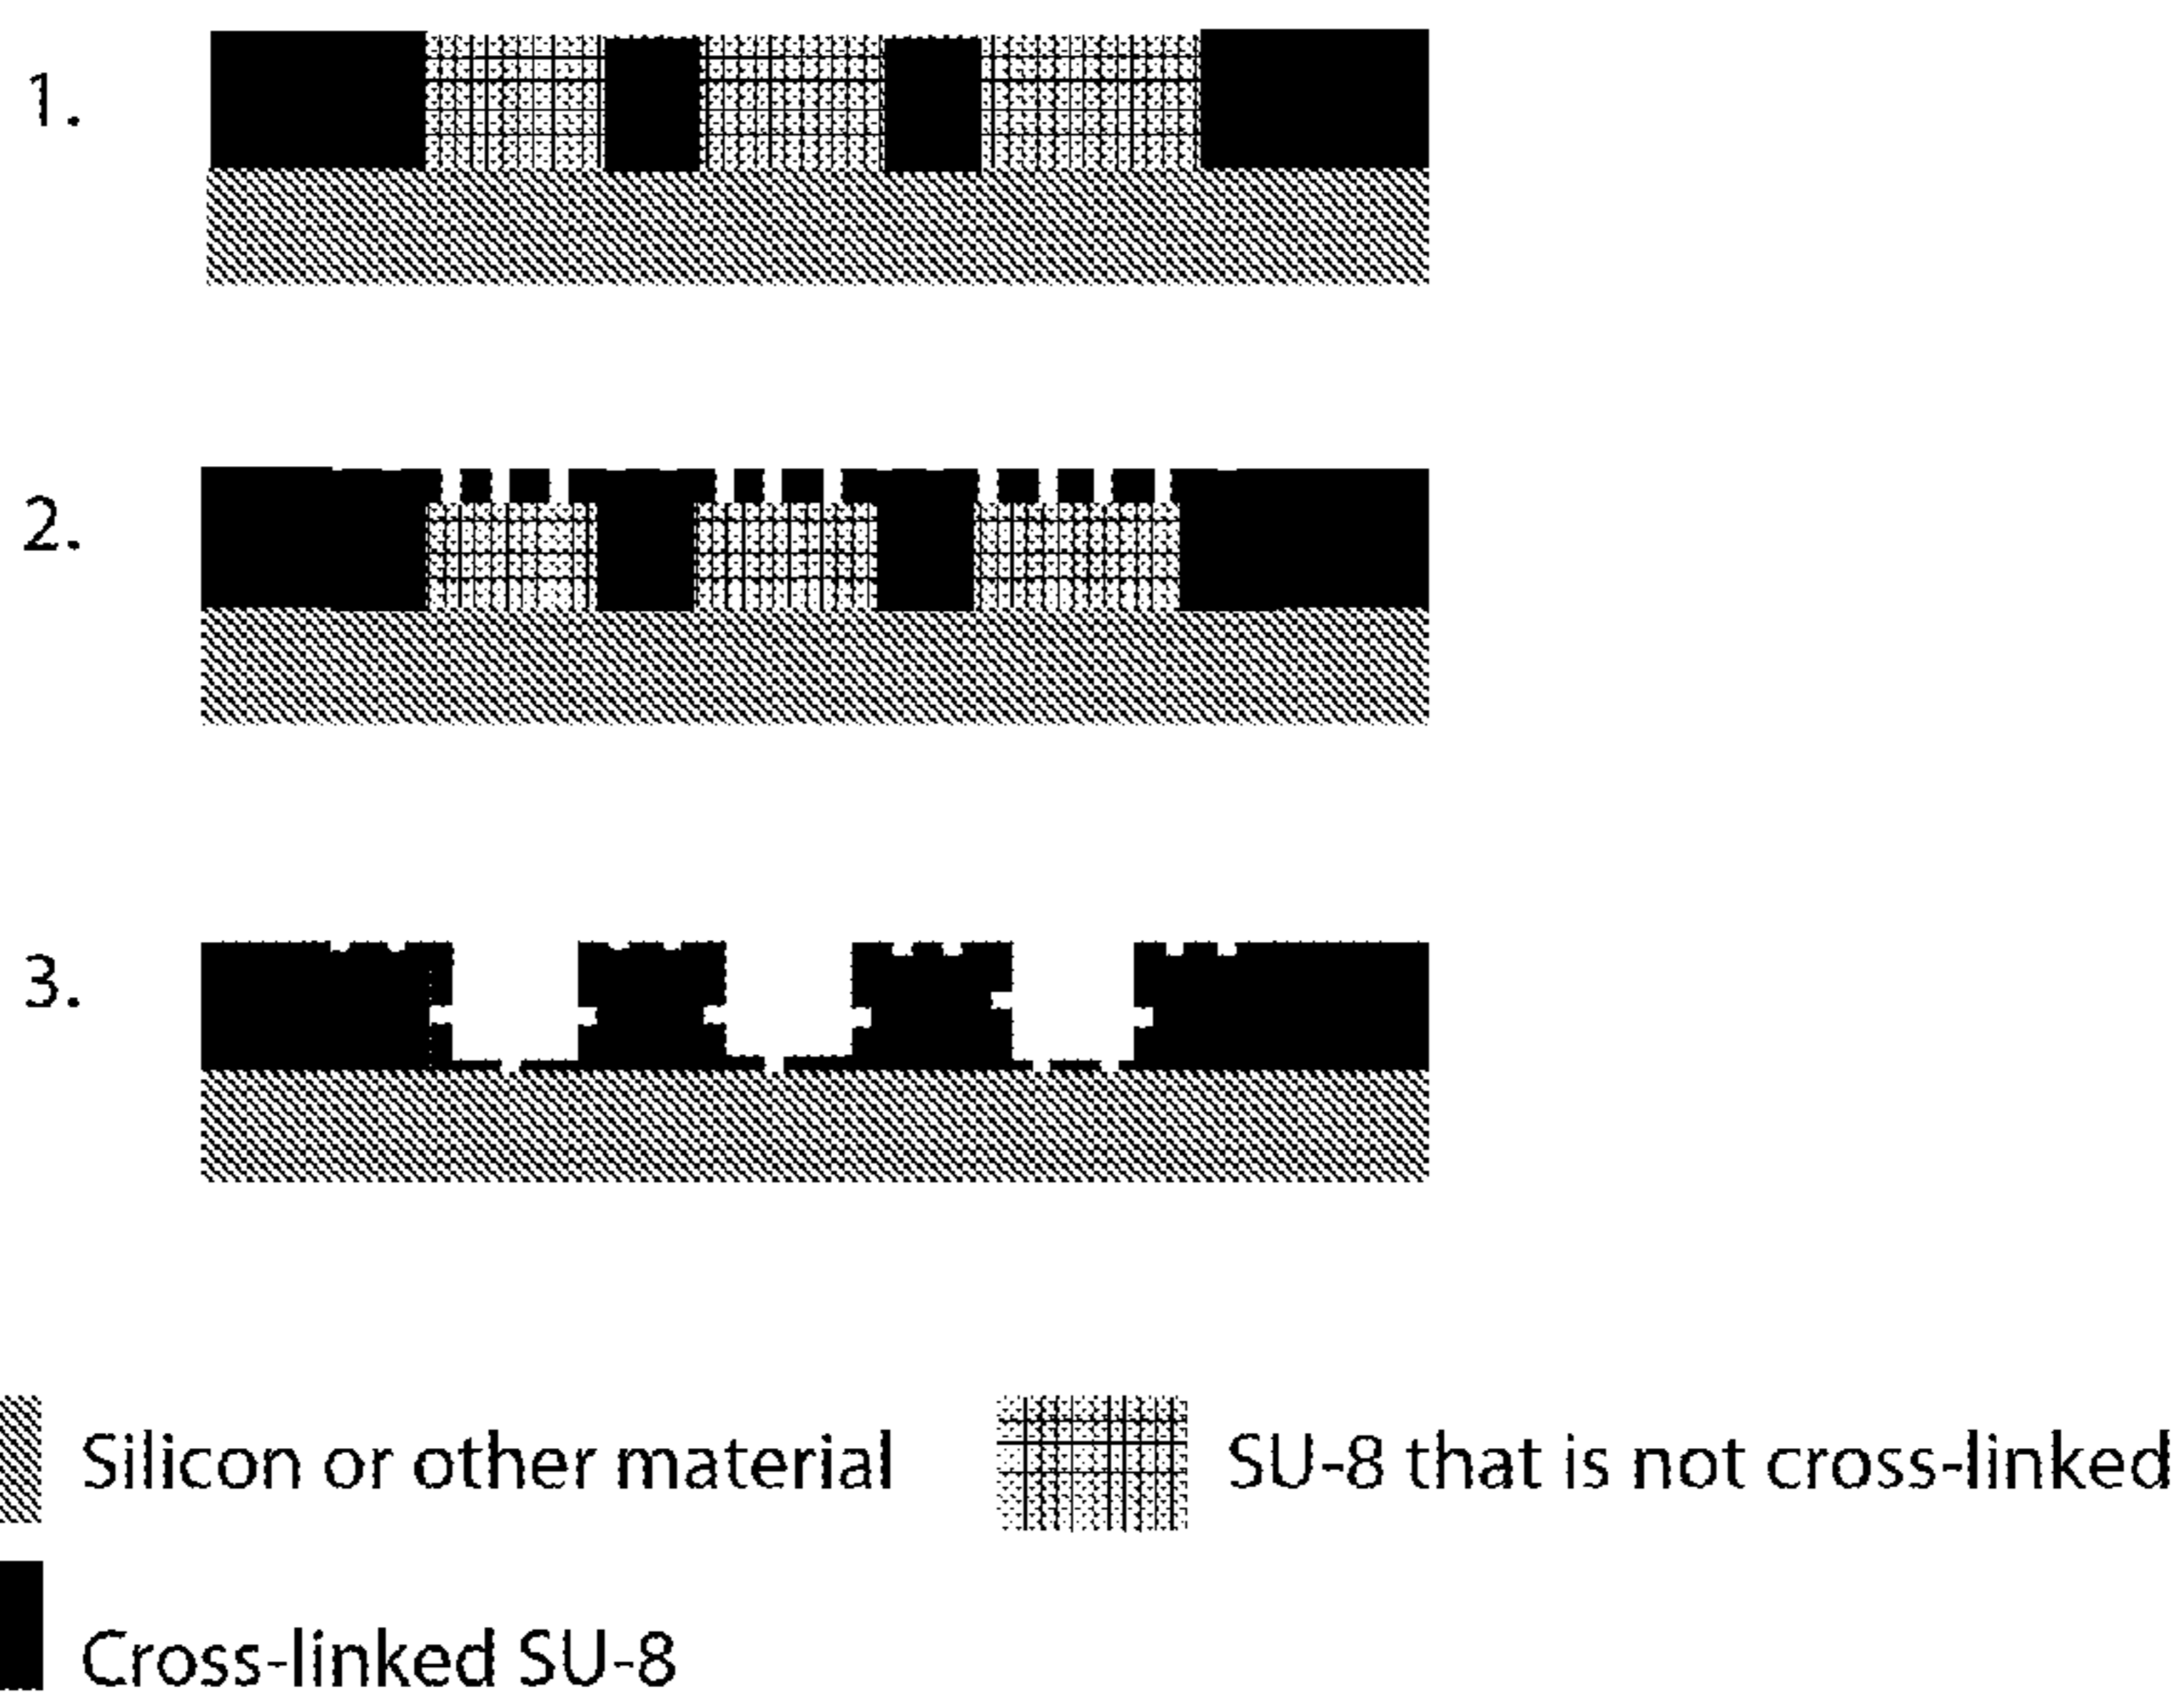 1.
2.
3.
Silicon or other material
SU-8 that is not cross-linked
Cross-linked SU-8